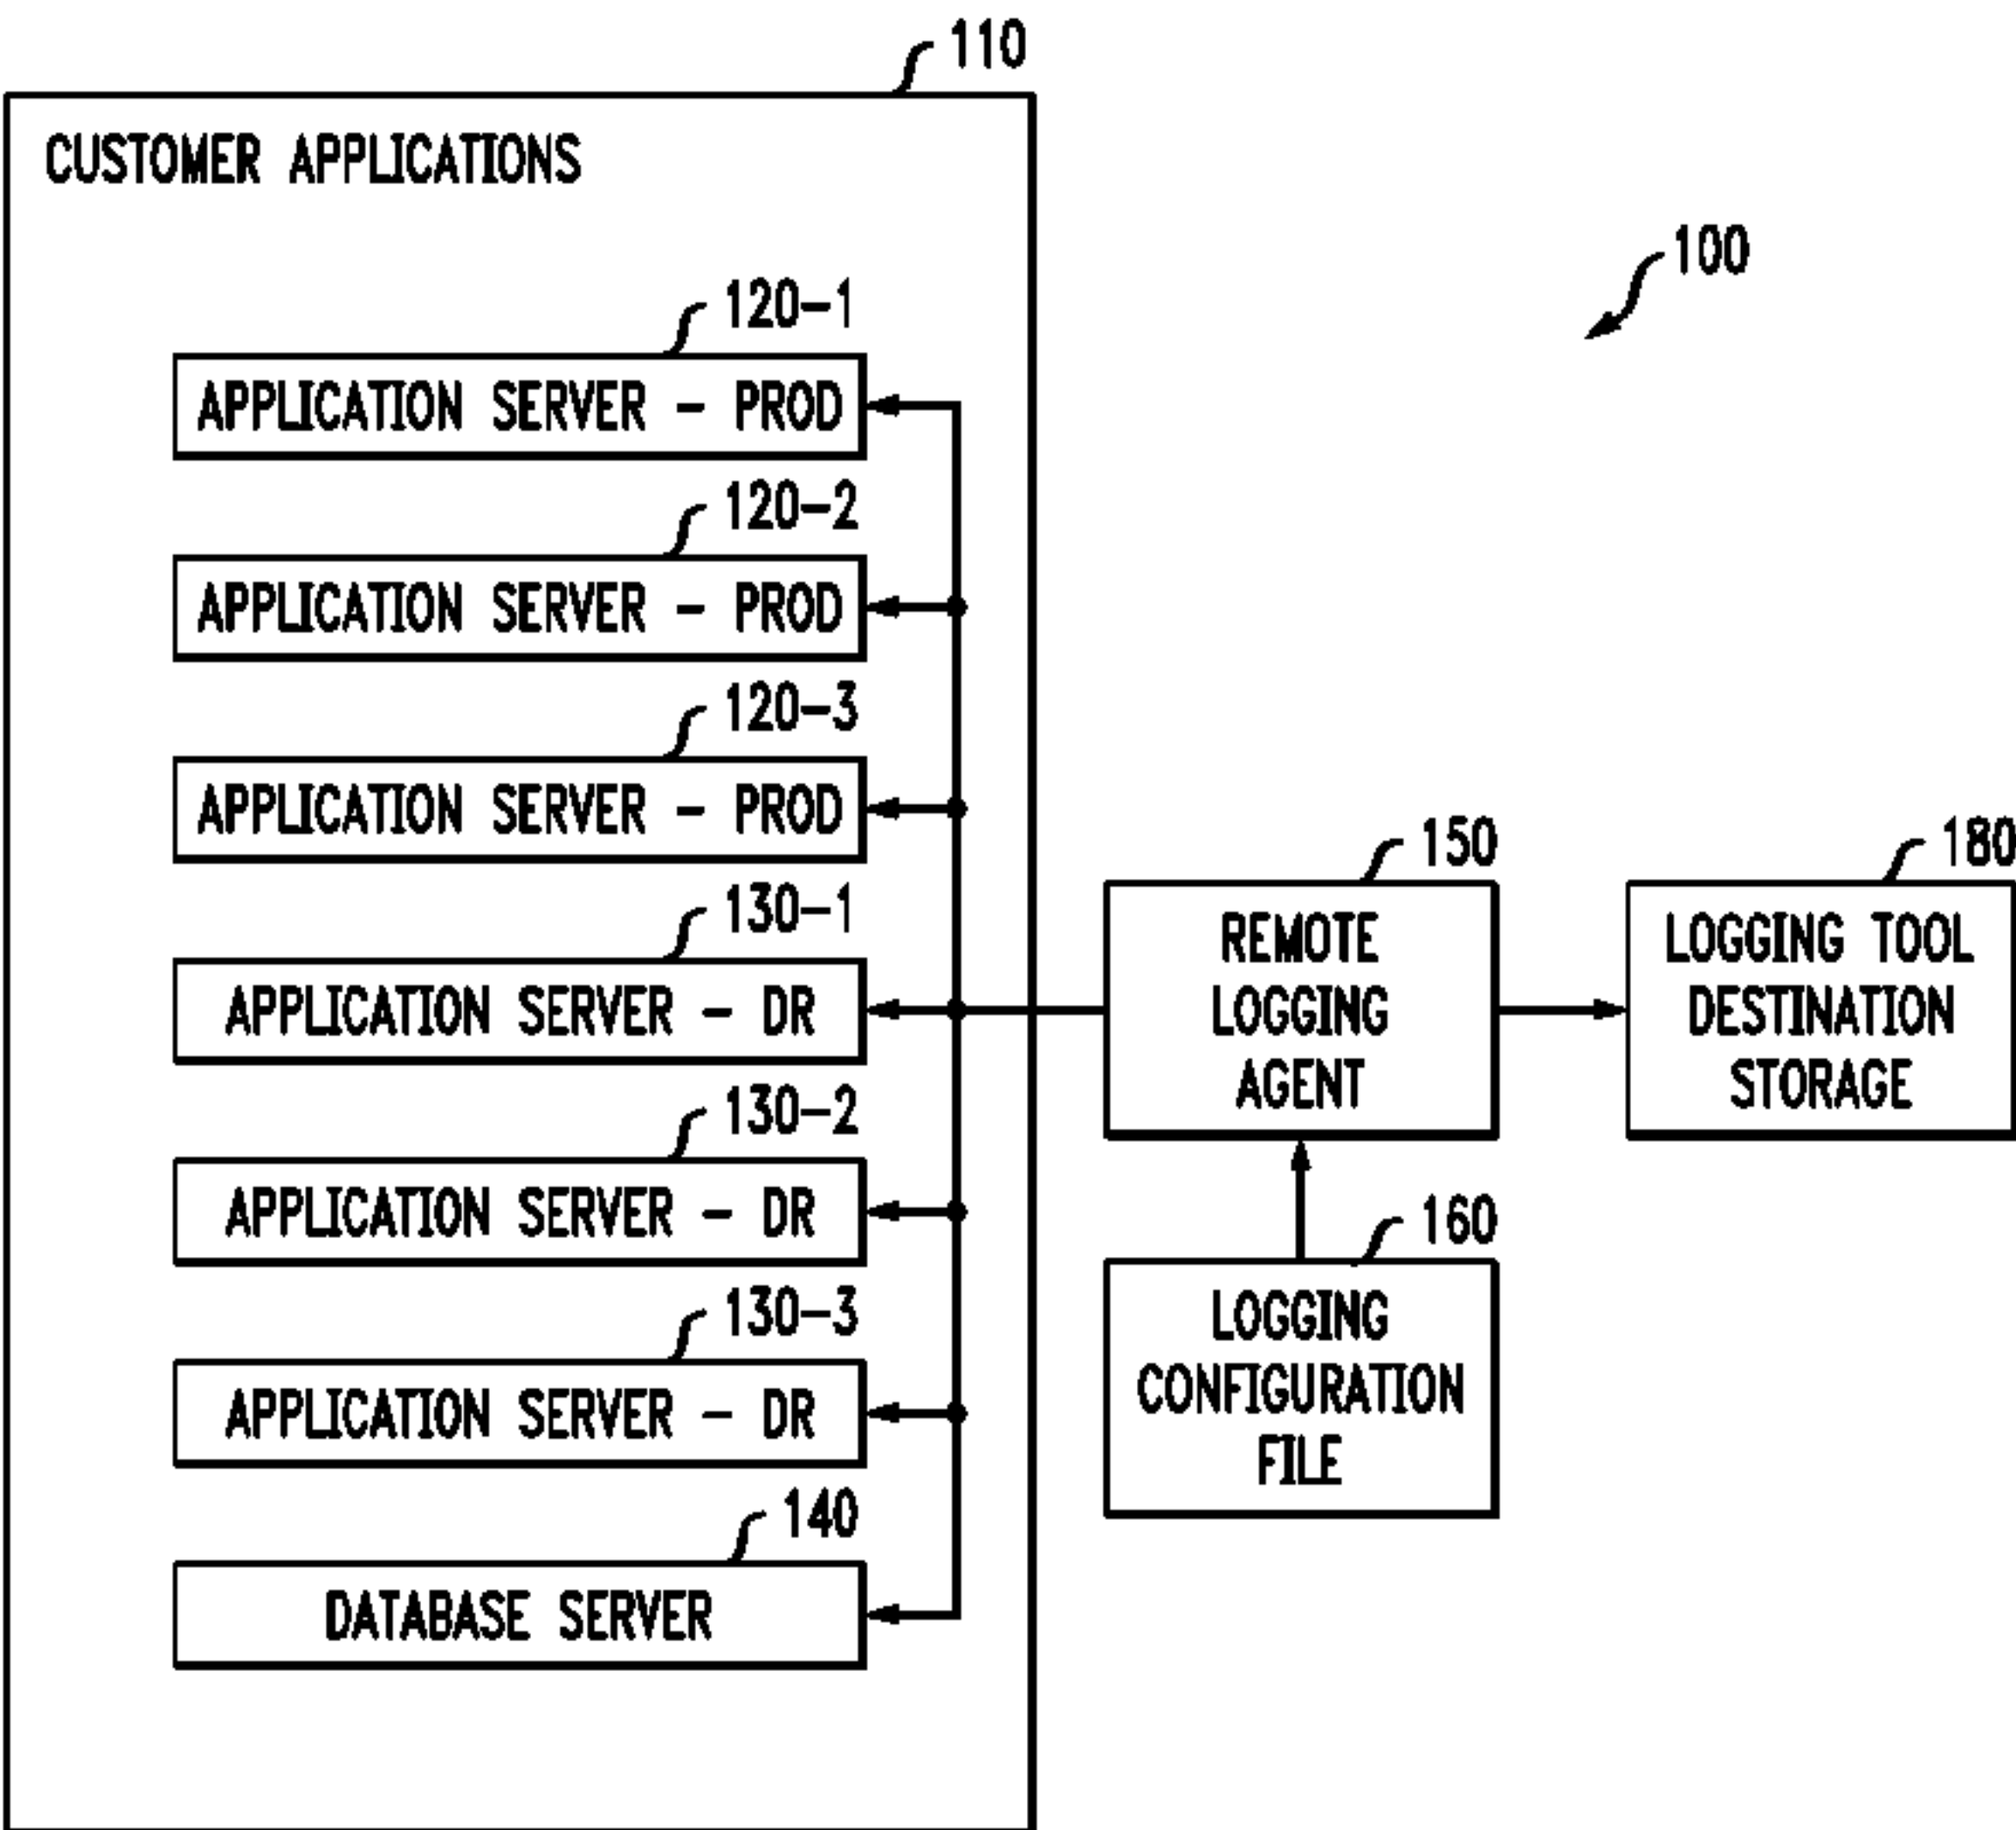 110
CUSTOMER APPLICATIONS
100
120-1
APPLICATION SERVER - PROD
120-2
APPLICATION SERVER - PROD
120-3
APPLICATION SERVER - PROD
130-1
APPLICATION SERVER - DR
130-2
APPLICATION SERVER - DR
130-3
APPLICATION SERVER - DR
140
DATABASE SERVER
150
REMOTE
LOGGING
AGENT
160
LOGGING
CONFIGURATION
FILE
180
LOGGING TOOL
DESTINATION
STORAGE